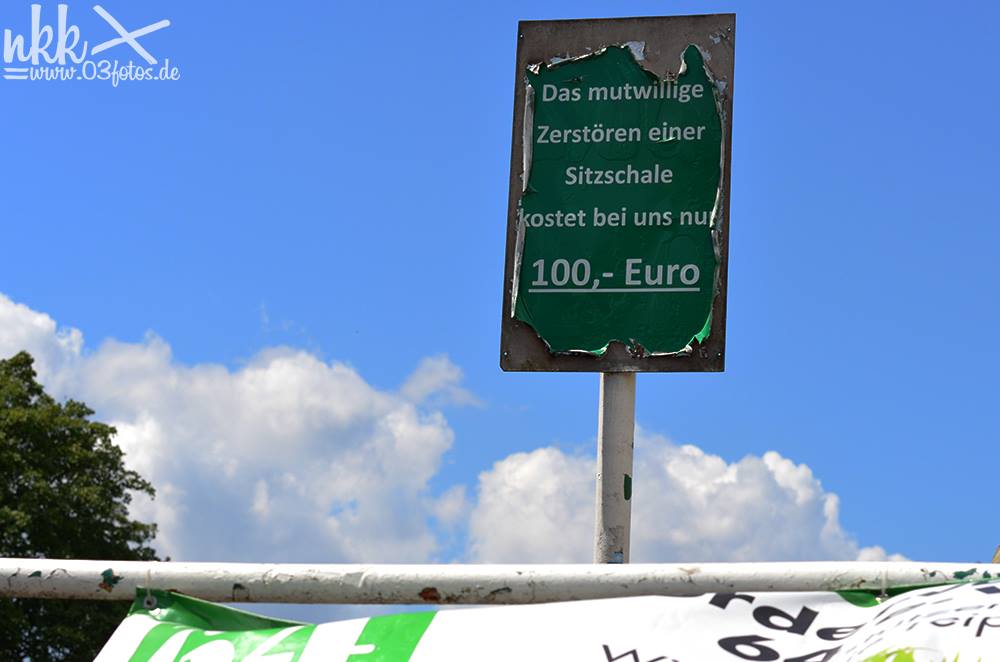 nkk
www.03fotos.de
Das mutwillige
Zerstören einer
Sitzschale
kostet bei uns nur
100,- Euro